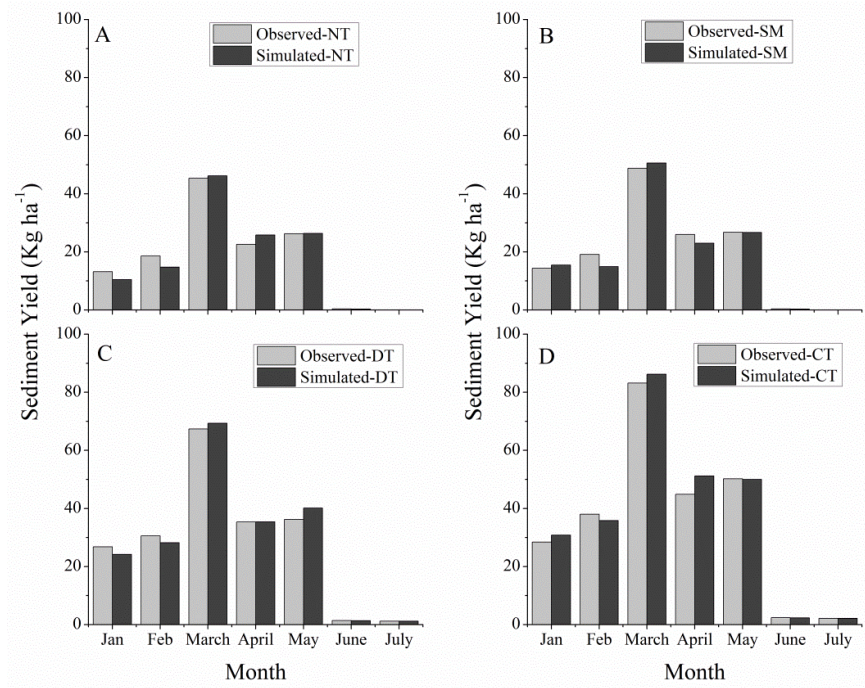 A
Observed-NT
Simulated-NT
B
Observed-SM
Simulated-SM
100
80
60
40
20
0
100
80
60
40
20
0
Sediment Yield (Kg ha⁻¹)
Sediment Yield (Kg ha⁻¹)
C
Observed-DT
Simulated-DT
D
Observed-CT
Simulated-CT
100
80
60
40
20
0
100
80
60
40
20
0
Jan Feb March April May June July
Jan Feb March April May June July
Month
Month